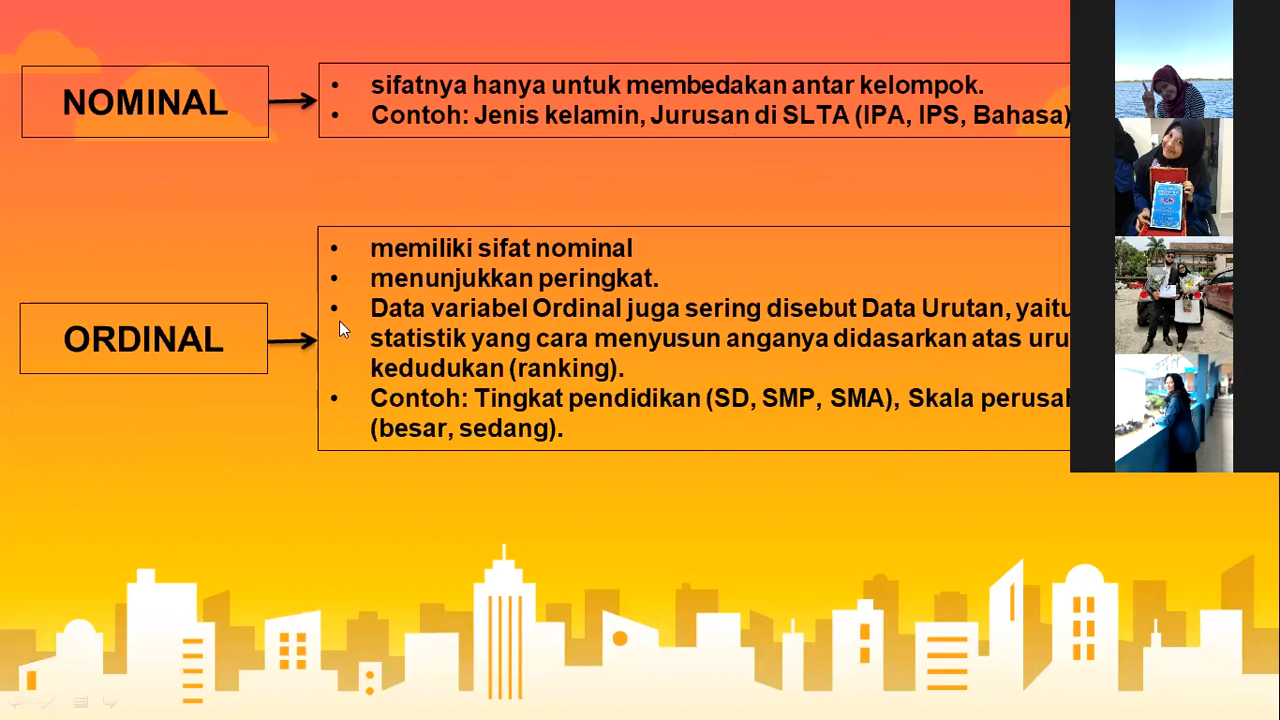 NOMINAL
• sifatnya hanya untuk membedakan antar kelompok.
• Contoh: Jenis kelamin, Jurusan di SLTA (IPA, IPS, Bahasa)
ORDINAL
• memiliki sifat nominal
• menunjukkan peringkat.
• Data variabel Ordinal juga sering disebut Data Urutan, yaitu
statistik yang cara menyusun anganya didasarkan atas
kedudukan (ranking).
• Contoh: Tingkat pendidikan (SD, SMP, SMA), Skala
(besar, sedang).